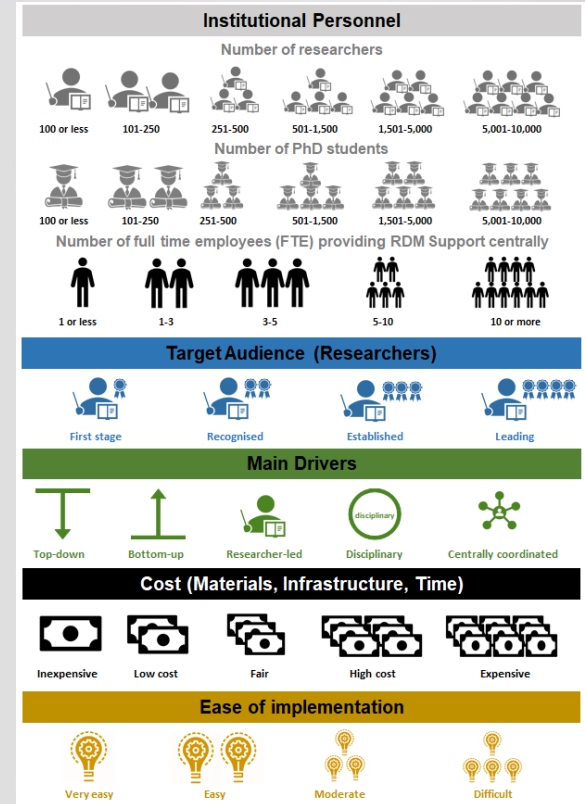 Institutional Personnel
Number of researchers
100 or less 101-250 251-500 501-1,500 1,501-5,000 5,001-10,000
Number of PhD students
100 or less 101-250 251-500 501-1,500 1,501-5,000 5,001-10,000
Number of full time employees (FTE) providing RDM Support centrally
1 or less 1-3 3-5 5-10 10 or more
Target Audience (Researchers)
First stage Recognised Established Leading
Main Drivers
disciplinary
Top-down Bottom-up Researcher-led Disciplinary Centrally coordinated
Cost (Materials, Infrastructure, Time)
Inexpensive Low cost Fair High cost Expensive
Ease of implementation
Very easy Easy Moderate Difficult